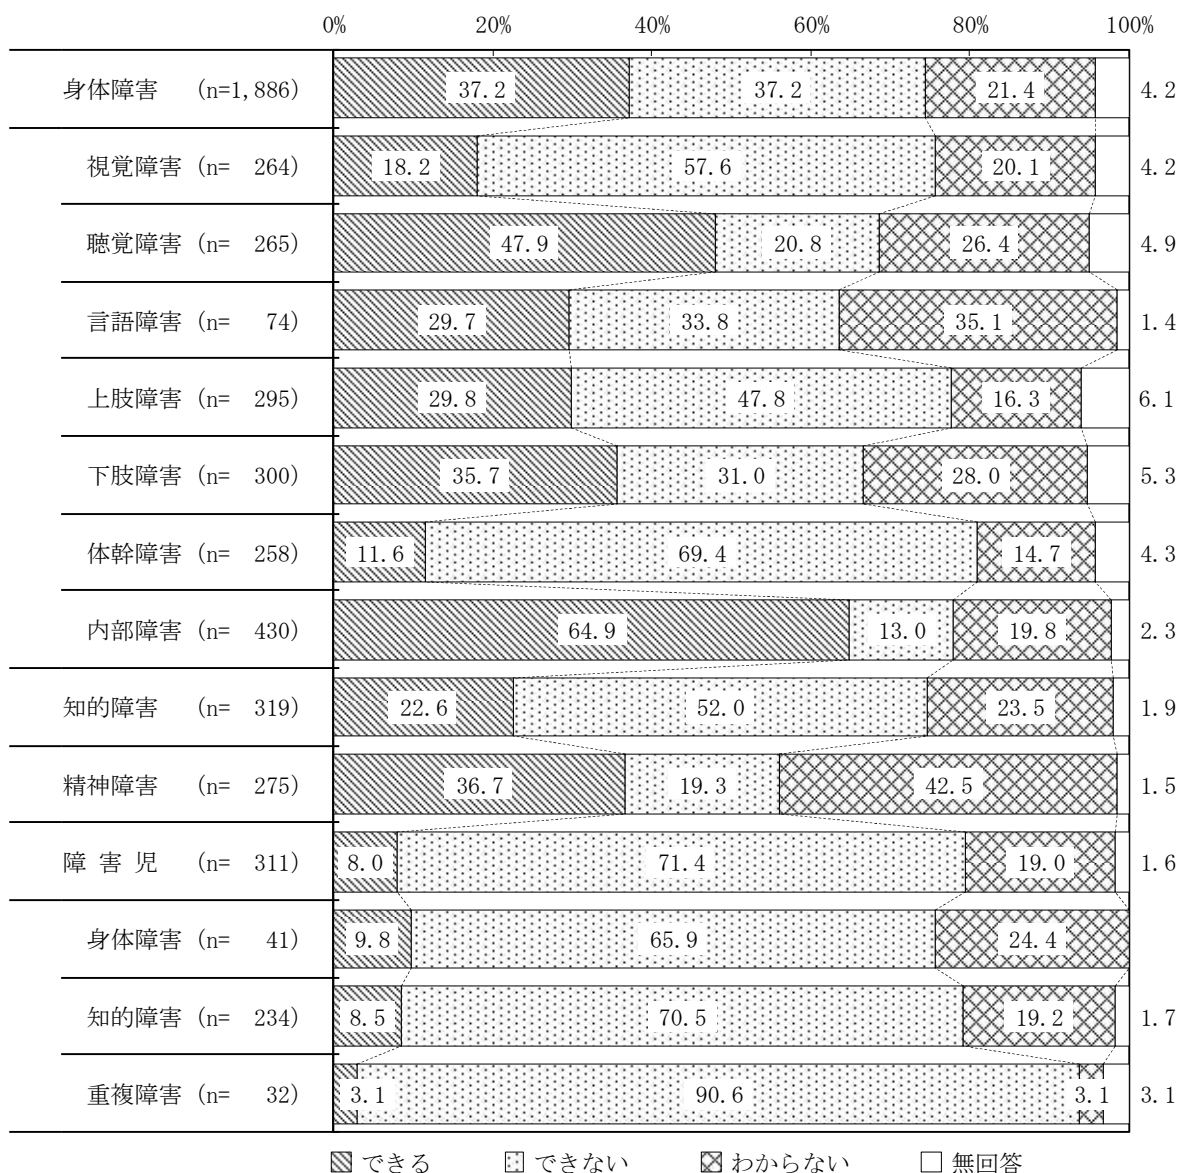 0% 20% 40% 60% 80% 100%
身体障害 (n=1,886) 37.2 37.2 21.4 4.2
視覚障害 (n= 264) 18.2 57.6 20.1 4.2
聴覚障害 (n= 265) 47.9 20.8 26.4 4.9
言語障害 (n= 74) 29.7 33.8 35.1 1.4
上肢障害 (n= 295) 29.8 47.8 16.3 6.1
下肢障害 (n= 300) 35.7 31.0 28.0 5.3
体幹障害 (n= 258) 11.6 69.4 14.7 4.3
内部障害 (n= 430) 64.9 13.0 19.8 2.3
知的障害 (n= 319) 22.6 52.0 23.5 1.9
精神障害 (n= 275) 36.7 19.3 42.5 1.5
障 害 児 (n= 311) 8.0 71.4 19.0 1.6
身体障害 (n= 41) 9.8 65.9 24.4
知的障害 (n= 234) 8.5 70.5 19.2 1.7
重複障害 (n= 32) 3.1 90.6 3.1 3.1
できる できない わからない 無回答